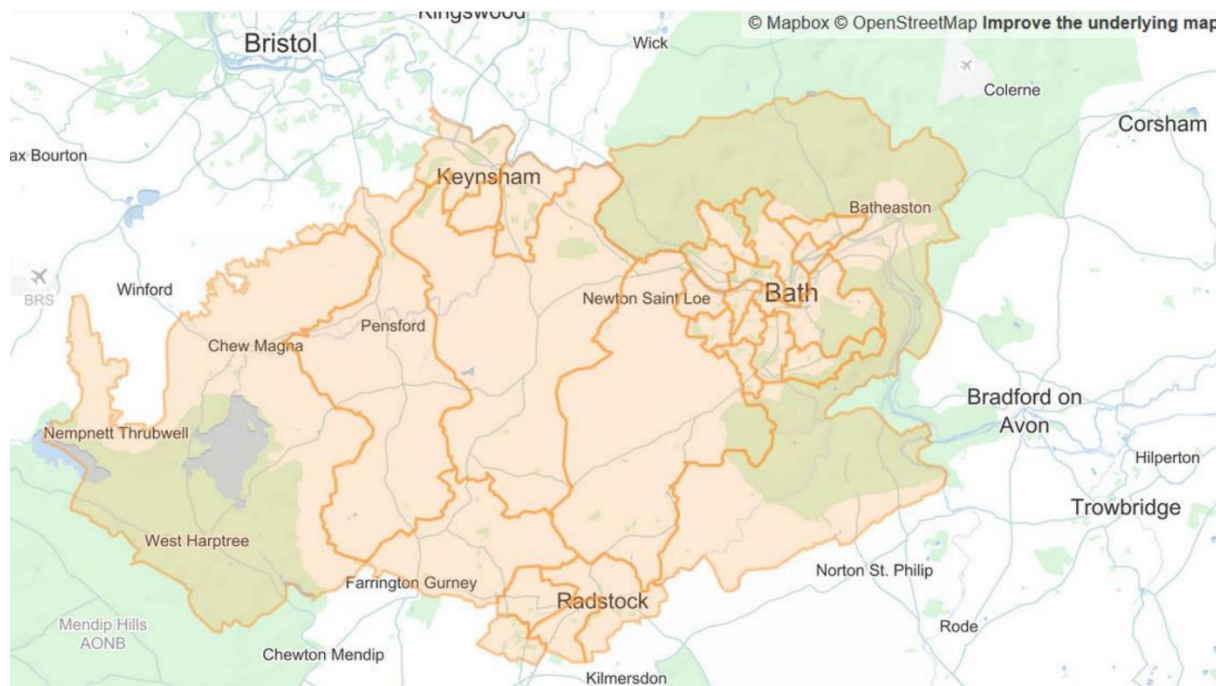 Kingswood
© Mapbox © OpenStreetMap Improve the underlying map
Bristol
Wick
Colerne
Corsham
ax Bourton
Keynsham
Batheaston
BRS
Winford
Newton Saint Loe
Bath
Pensford
Chew Magna
Bradford on
Avon
Nempnett Thrubwell
Hilperton
Trowbridge
West Harptree
Farrington Gurney
Norton St. Philip
Radstock
Mendip Hills
AONB
Rode
Chewton Mendip
Kilmersdon